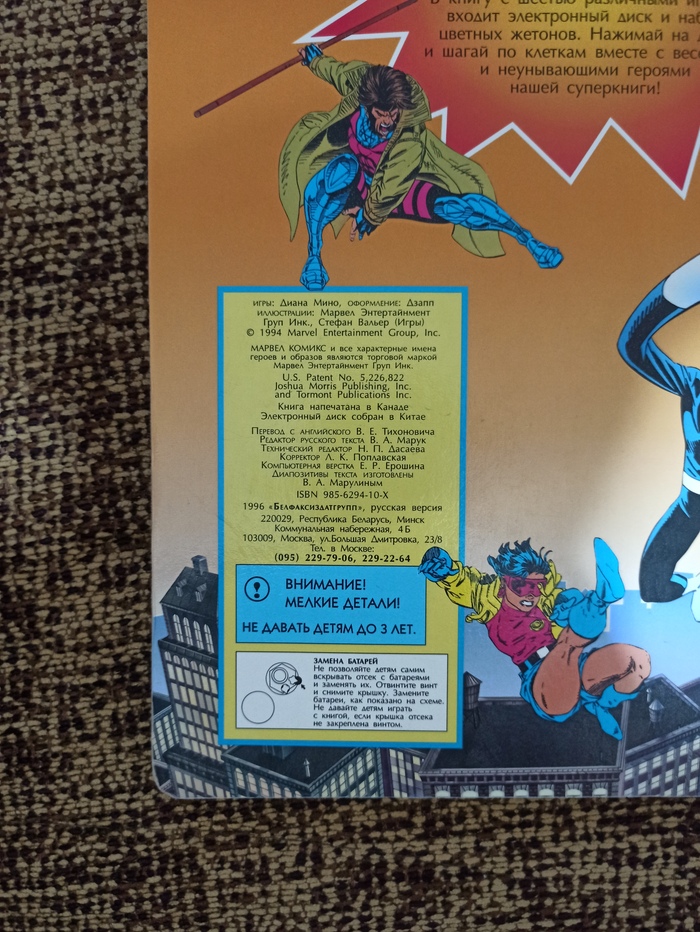 В книгу с шестью различными
входит электронный диск и
цветных жетонов. Нажимай на
и шагай по клеткам вместе с
и неунывающими героями
нашей суперкниги!
ИГРЫ: Диана Мино, ОФОРМЛЕНИЕ: Дзапп
ИЛЛЮСТРАЦИИ: Марвел Энтертайнмент
Груп Инк., Стефан Вальер (Игры)
© 1994 Marvel Entertainment Group, Inc.
МАРВЕЛ КОМИКС и все характерные имена
героев и образов являются торговой маркой
Марвел Энтертайнмент Груп Инк.
U.S. Patent No. 5,226,822
Joshua Morris Publishing, Inc.
and Tormont Publications Inc.
Книга напечатана в Канаде
Электронный диск собран в Китае
Перевод с английского В. Е. Тихоновича
Редактор русского текста В. А. Марук
Технический редактор Н. П. Дасаева
Корректор Л. К. Поплавская
Компьютерная верстка Е. Р. Ерошина
Диапозитивы текста изготовлены
В. А. Марулиным
ISBN 985-6294-10-X
1996 «Белфаксиздатгрупп», русская версия
220029, Республика Беларусь, Минск
Коммунальная набережная, 4Б
103009, Москва, ул.Большая Дмитровка, 23/8
Тел. в Москве:
(095) 229-79-06, 229-22-64
ВНИМАНИЕ!
МЕЛКИЕ ДЕТАЛИ!
НЕ ДАВАТЬ ДЕТЯМ ДО 3 ЛЕТ.
ЗАМЕНА БАТАРЕЙ
Не позволяйте детям самим
вскрывать отсек с батареями
и заменять их. Отвинтите винт
и снимите крышку. Замените
батареи, как показано на схеме.
Не давайте детям играть
с книгой, если крышка отсека
не закреплена винтом.